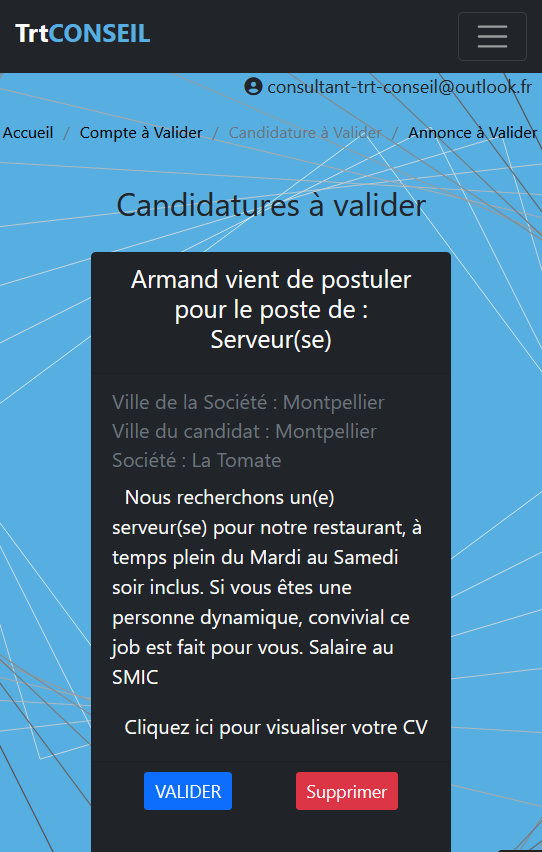 TrtCONSEIL
consultant-trt-conseil@outlook.fr
Accueil / Compte à Valider / Candidature à Valider / Annonce à Valider
Candidatures à valider
Armand vient de postuler
pour le poste de :
Serveur(se)
Ville de la Société : Montpellier
Ville du candidat : Montpellier
Société : La Tomate
Nous recherchons un(e)
serveur(se) pour notre restaurant, à
temps plein du Mardi au Samedi
soir inclus. Si vous êtes une
personne dynamique, convivial ce
job est fait pour vous. Salaire au
SMIC
Cliquez ici pour visualiser votre CV
VALIDER Supprimer